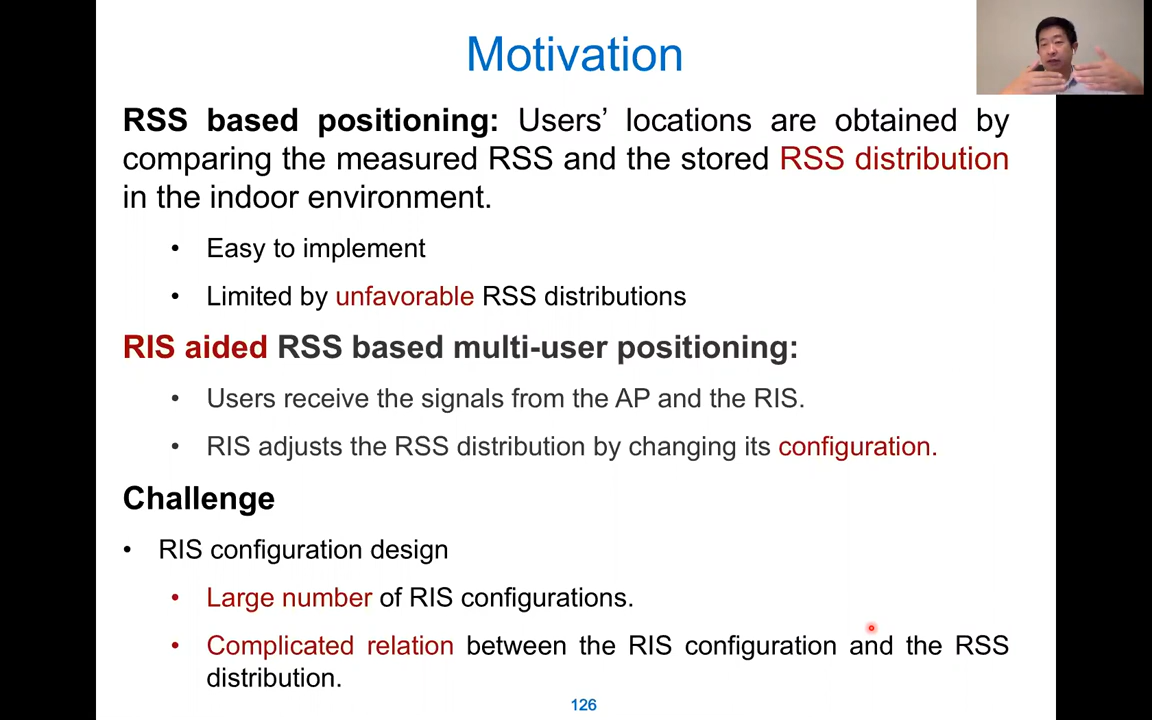 Motivation
RSS based positioning: Users’ locations are obtained by
comparing the measured RSS and the stored RSS distribution
in the indoor environment.
• Easy to implement
• Limited by unfavorable RSS distributions
RIS aided RSS based multi-user positioning:
• Users receive the signals from the AP and the RIS.
• RIS adjusts the RSS distribution by changing its configuration.
Challenge
• RIS configuration design
• Large number of RIS configurations.
• Complicated relation between the RIS configuration and the RSS
distribution.
126